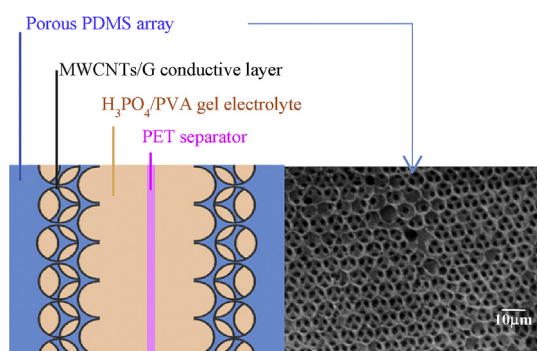 Porous PDMS array
MWCNTs/G conductive layer
H₃PO₄/PVA gel electrolyte
PET separator
10μm